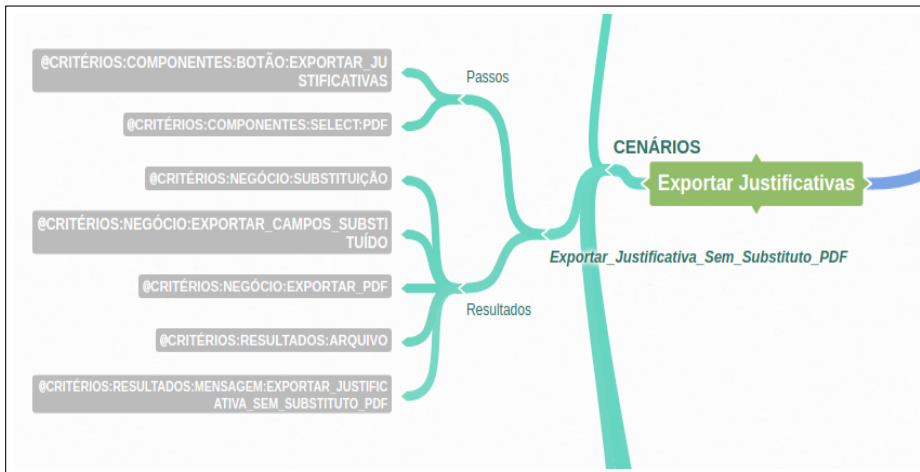 @CRITÉRIOS:COMPONENTES:BOTÃO:EXPORTAR_JU
STIFICATIVAS
Passos
@CRITÉRIOS:COMPONENTES:SELECT:PDF
CENÁRIOS
@CRITÉRIOS:NEGÓCIO:SUBSTITUIÇÃO
Exportar Justificativas
@CRITÉRIOS:NEGÓCIO:EXPORTAR_CAMPOS_SUBSTI
TUÍDO
Exportar_Justificativa_Sem_Substituto_PDF
@CRITÉRIOS:NEGÓCIO:EXPORTAR_PDF
Resultados
@CRITÉRIOS:RESULTADOS:ARQUIVO
@CRITÉRIOS:RESULTADOS:MENSAGEM:EXPORTAR_JUSTIFIC
ATIVA_SEM_SUBSTITUTO_PDF